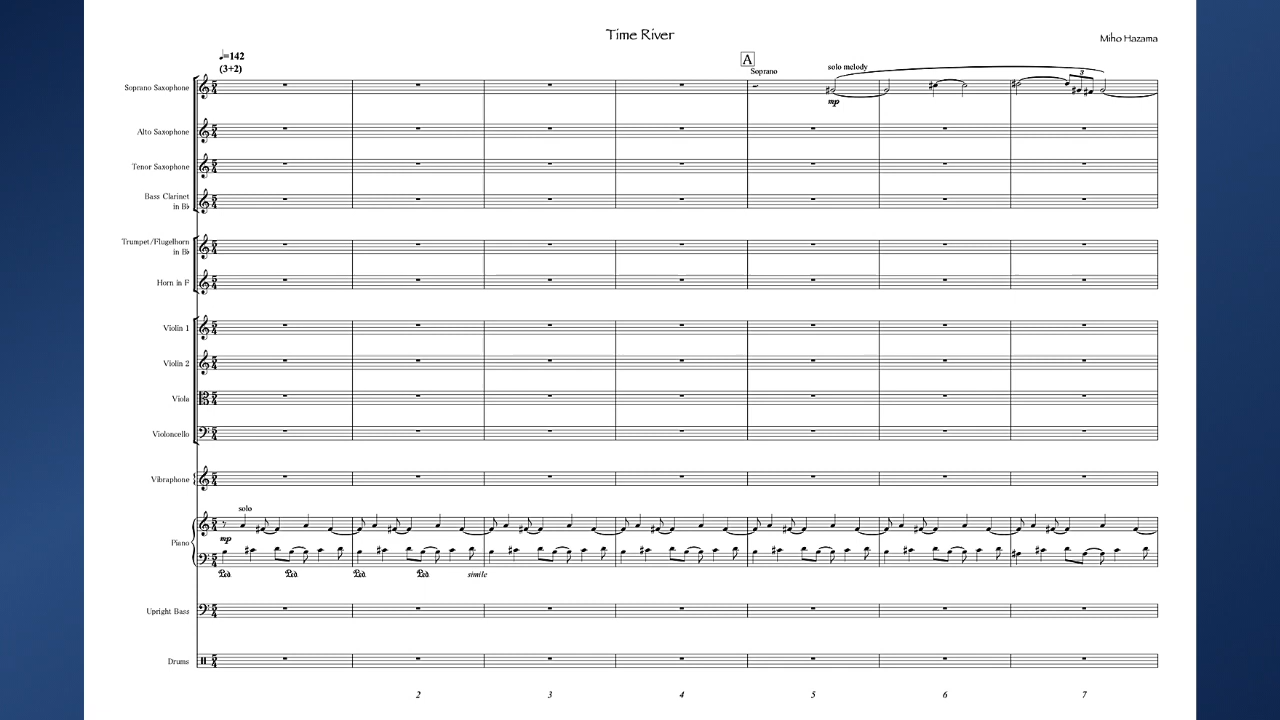 Time River
Miho Hazama
♩=142
(3+2)
A
Soprano
solo melody
3
Soprano Saxophone
mp
Alto Saxophone
Tenor Saxophone
Bass Clarinet
in B♭
Trumpet/Flugelhorn
in B♭
Horn in F
Violin 1
Violin 2
Viola
Violoncello
Vibraphone
solo
mp
Piano
Ped. Ped. Ped. Ped. simile
Upright Bass
Drums
2 3 4 5 6 7